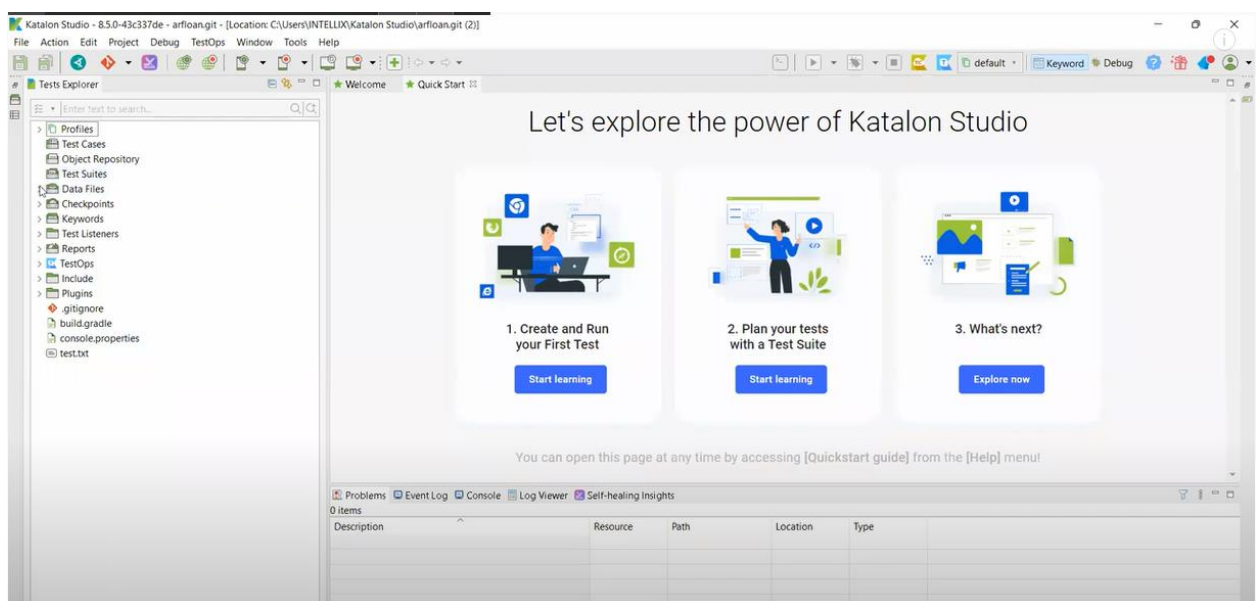 Katalon Studio - 8.5.0-43c337de - arfloan.git - [Location: C:\Users\INTELLIX\Katalon Studio\arfloan.git (2)]
File Action Edit Project Debug TestOps Window Tools Help
default Keyword Debug
Tests Explorer
Welcome Quick Start
Enter text to search...
Profiles
Test Cases
Object Repository
Test Suites
Data Files
Checkpoints
Keywords
Test Listeners
Reports
TestOps
Include
Plugins
.gitignore
build.gradle
console.properties
test.txt
Let's explore the power of Katalon Studio
1. Create and Run
your First Test
Start learning
2. Plan your tests
with a Test Suite
Start learning
3. What's next?
Explore now
You can open this page at any time by accessing [Quickstart guide] from the [Help] menu!
Problems Event Log Console Log Viewer Self-healing Insights
0 items
Description Resource Path Location Type